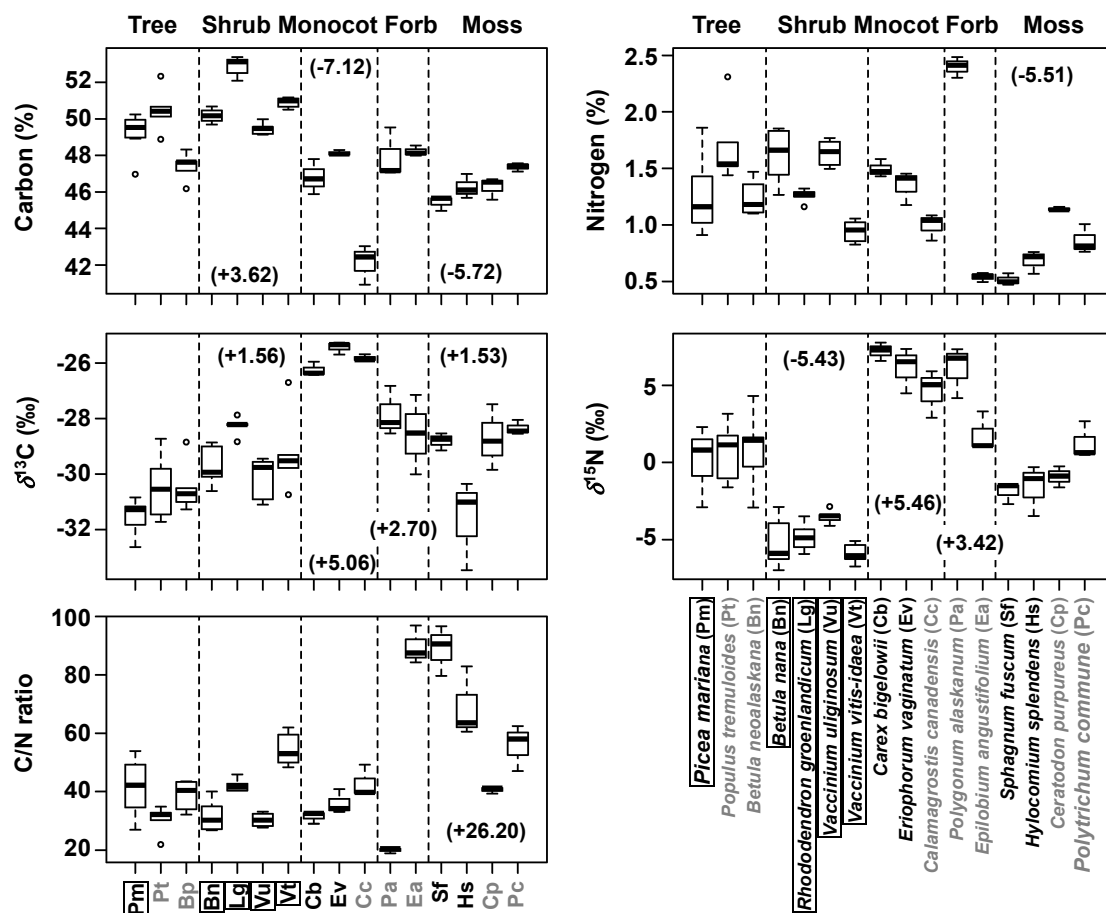 Tree Shrub Monocot Forb Moss
Carbon (%)
52
50
48
46
44
42
(-7.12)
(+3.62)
(-5.72)
δ¹³C (‰)
-26
-28
-30
-32
(+1.56)
(+1.53)
(+2.70)
(+5.06)
C/N ratio
100
80
60
40
20
(+26.20)
Pm Pt Bp Bn Lg Vu Vt Cb Ev Cc Pa Ea Sf Hs Cp Pc
Tree Shrub Mnocot Forb Moss
Nitrogen (%)
2.5
2.0
1.5
1.0
0.5
(-5.51)
δ¹⁵N (‰)
5
0
-5
(-5.43)
(+5.46)
(+3.42)
Picea mariana (Pm)
Populus tremuloides (Pt)
Betula neoalaskana (Bn)
Betula nana (Bn)
Rhododendron groenlandicum (Lg)
Vaccinium uliginosum (Vu)
Vaccinium vitis-idaea (Vt)
Carex bigelowii (Cb)
Eriophorum vaginatum (Ev)
Calamagrostis canadensis (Cc)
Polygonum alaskanum (Pa)
Epilobium angustifolium (Ea)
Sphagnum fuscum (Sf)
Hylocomium splendens (Hs)
Ceratodon purpureus (Cp)
Polytrichum commune (Pc)